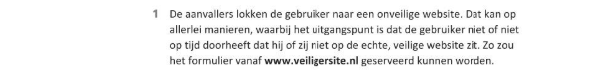 1 De aanvallers lokken de gebruiker naar een onveilige website. Dat kan op
allerlei manieren, waarbij het uitgangspunt is dat de gebruiker niet of niet
op tijd doorheeft dat hij of zij niet op de echte, veilige website zit. Zo zou
het formulier vanaf www.veiligersite.nl geserveerd kunnen worden.